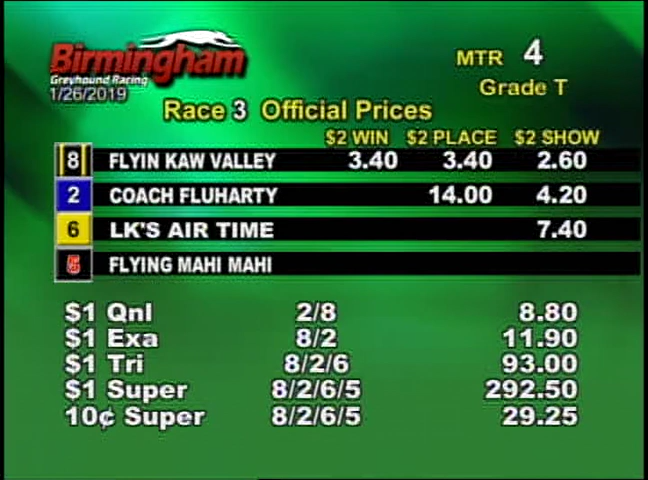 Birmingham
Greyhound Racing
1/26/2019
MTR 4
Grade T
Race 3 Official Prices
$2 WIN $2 PLACE $2 SHOW
8 FLYIN KAW VALLEY 3.40 3.40 2.60
2 COACH FLUHARTY 14.00 4.20
6 LK'S AIR TIME 7.40
5 FLYING MAHI MAHI
$1 Qnl 2/8 8.80
$1 Exa 8/2 11.90
$1 Tri 8/2/6 93.00
$1 Super 8/2/6/5 292.50
10¢ Super 8/2/6/5 29.25